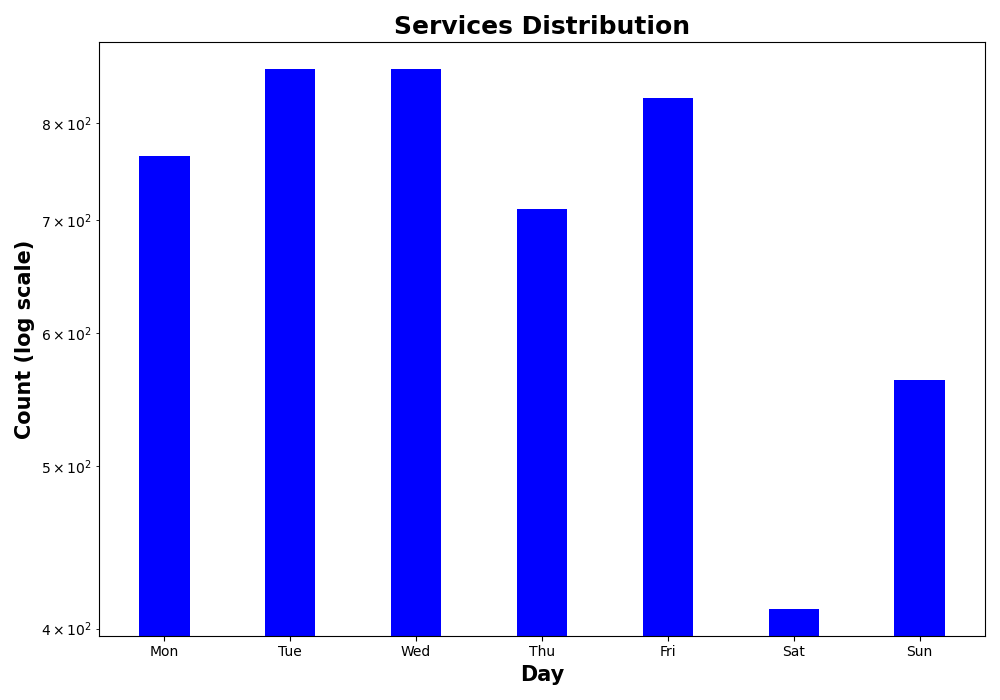 Services Distribution
Count (log scale)
8 × 10²
7 × 10²
6 × 10²
5 × 10²
4 × 10²
Mon Tue Wed Thu Fri Sat Sun
Day